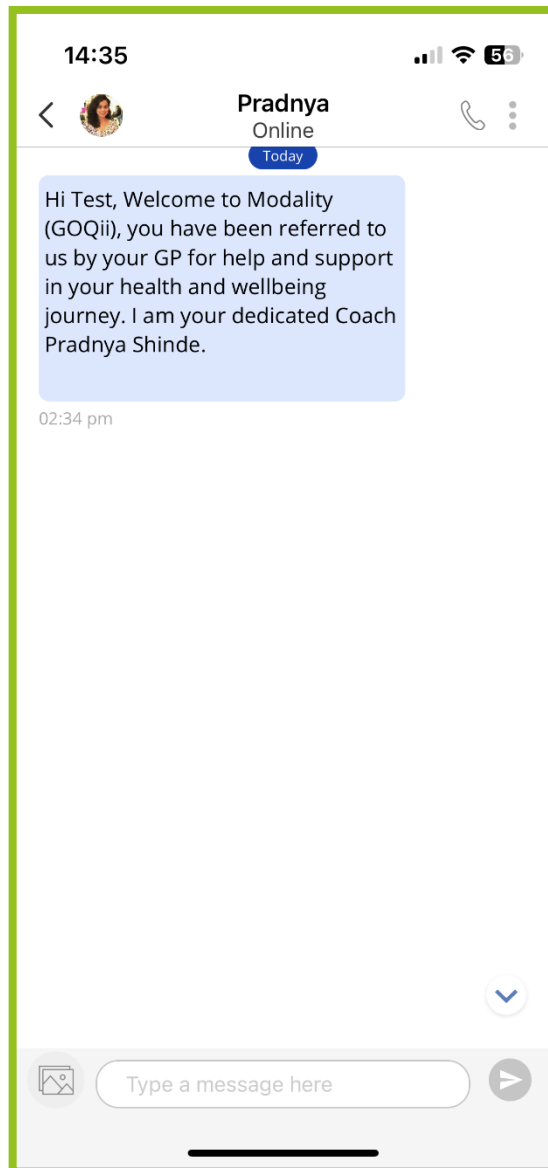 14:35
56
Pradnya
Online
Today
Hi Test, Welcome to Modality
(GOQii), you have been referred to
us by your GP for help and support
in your health and wellbeing
journey. I am your dedicated Coach
Pradnya Shinde.
02:34 pm
Type a message here